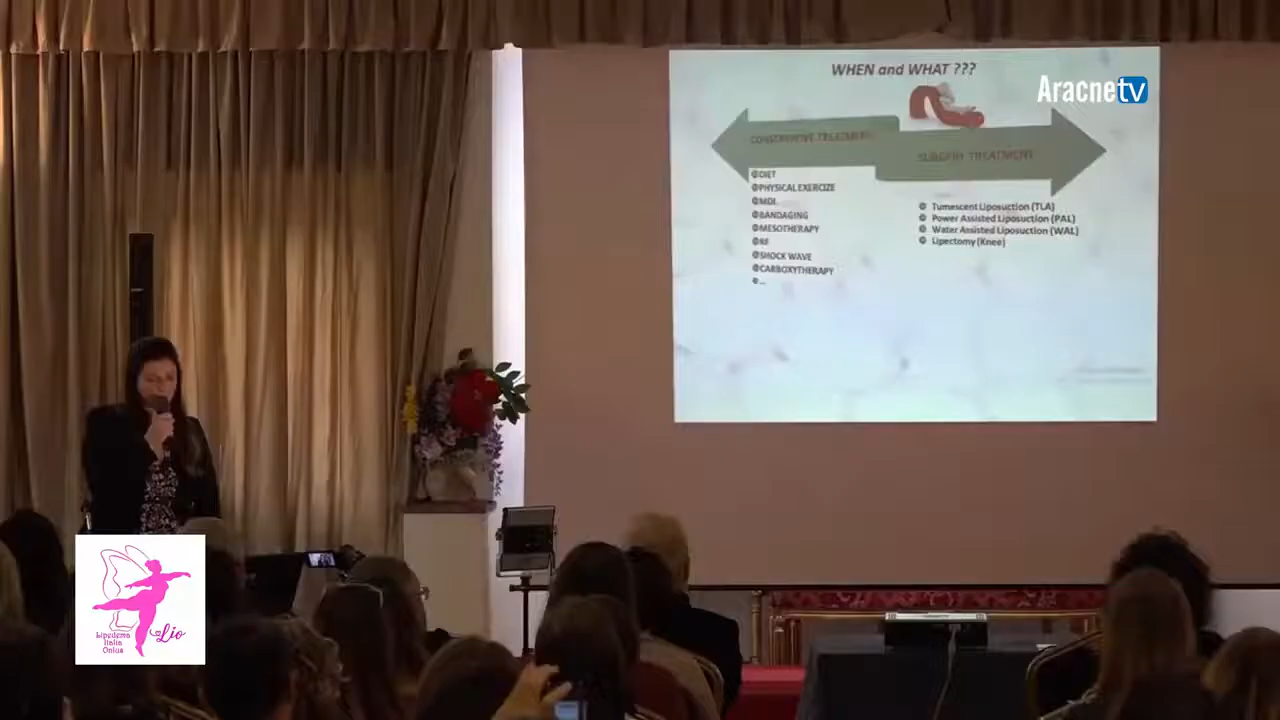 WHEN and WHAT ???
Aracnetv
CONSERVATIVE TREATMENT
SURGERY TREATMENT
DIET
PHYSICAL EXERCIZE
MDL
BANDAGING
MESOTHERAPY
RF
SHOCK WAVE
CARBOXYTHERAPY
...
Tumescent Liposuction (TLA)
Power Assisted Liposuction (PAL)
Water Assisted Liposuction (WAL)
Lipectomy (Knee)
Lipedema
Italia
Onlus
Lio